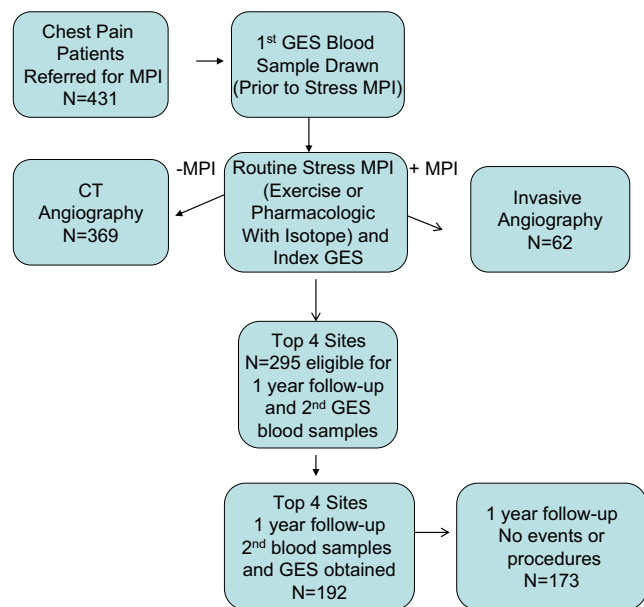 Chest Pain
Patients
Referred for MPI
N=431
1st GES Blood
Sample Drawn
(Prior to Stress MPI)
-MPI
+ MPI
CT
Angiography
N=369
Routine Stress MPI
(Exercise or
Pharmacologic
With Isotope) and
Index GES
Invasive
Angiography
N=62
Top 4 Sites
N=295 eligible for
1 year follow-up
and 2nd GES
blood samples
Top 4 Sites
1 year follow-up
2nd blood samples
and GES obtained
N=192
1 year follow-up
No events or
procedures
N=173